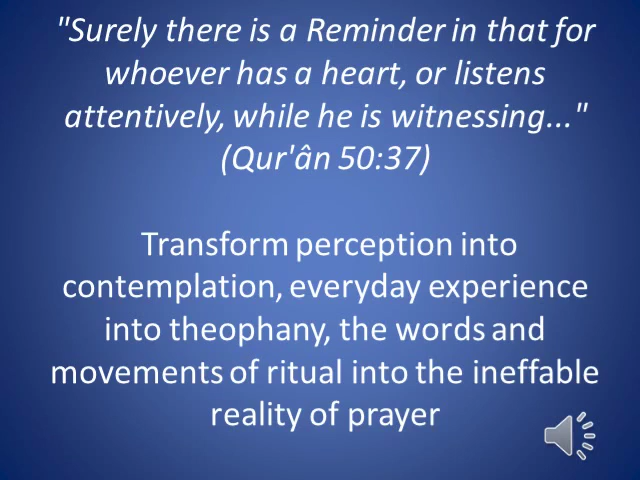 "Surely there is a Reminder in that for
whoever has a heart, or listens
attentively, while he is witnessing..."
(Qur'ân 50:37)
Transform perception into
contemplation, everyday experience
into theophany, the words and
movements of ritual into the ineffable
reality of prayer